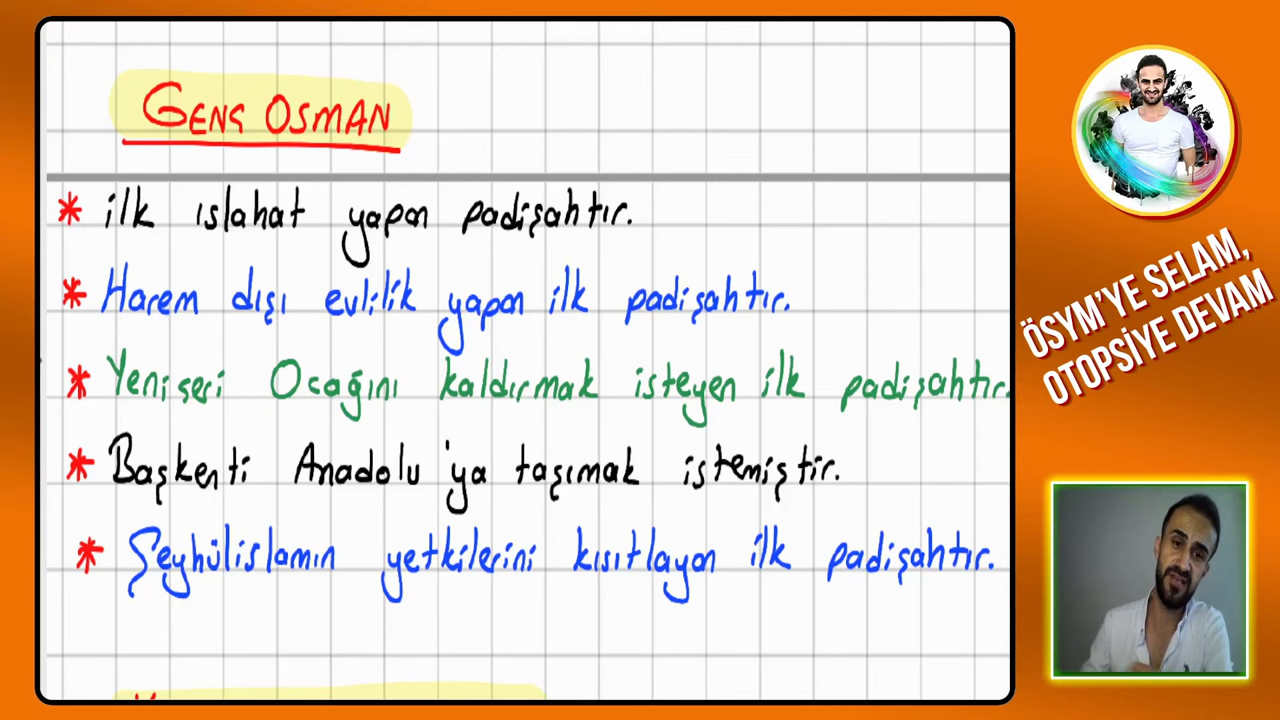 GENÇ OSMAN
* ilk ıslahat yapan padişahtır.
* Harem dışı evlilik yapan ilk padişahtır.
* Yeniçeri Ocağını kaldırmak isteyen ilk padişahtır.
* Başkenti Anadolu'ya taşımak istemiştir.
* Şeyhülislamın yetkilerini kısıtlayan ilk padişahtır.
ÖSYM'YE SELAM,
OTOPSİYE DEVAM